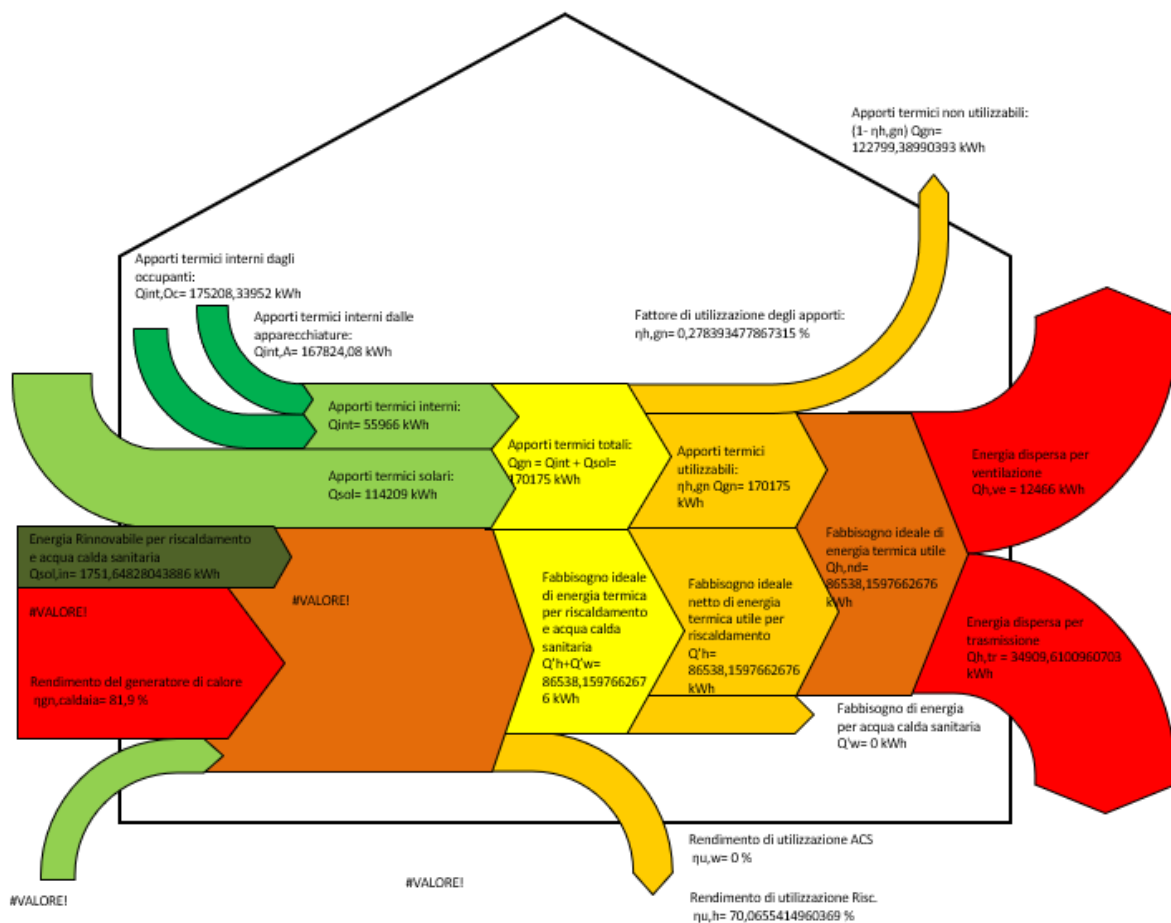 Apporti termici non utilizzabili:
(1- ηh,gn) Qgn=
122799,38990393 kWh
Apporti termici interni dagli
occupanti:
Qint,Oc= 175208,33952 kWh
Apporti termici interni dalle
apparecchiature:
Qint,A= 167824,08 kWh
Fattore di utilizzazione degli apporti:
ηh,gn= 0,278393477867315 %
Apporti termici interni:
Qint= 55966 kWh
Apporti termici solari:
Qsol= 114209 kWh
Apporti termici totali:
Qgn = Qint + Qsol=
170175 kWh
Apporti termici
utilizzabili:
ηh,gn Qgn= 170175
kWh
Energia dispersa per
ventilazione
Qh,ve = 12466 kWh
Energia Rinnovabile per riscaldamento
e acqua calda sanitaria
Qsol,in= 1751,64828043886 kWh
#VALORE!
#VALORE!
Rendimento del generatore di calore
ηgn,caldaia= 81,9 %
Fabbisogno ideale
di energia termica
per riscaldamento
e acqua calda
sanitaria
Q'h+Q'w=
86538,159766267
6 kWh
Fabbisogno ideale
netto di energia
termica utile per
riscaldamento
Q'h=
86538,1597662676
kWh
Fabbisogno ideale di
energia termica utile
Qh,nd=
86538,1597662676
kWh
Energia dispersa per
trasmissione
Qh,tr = 34909,6100960703
kWh
Fabbisogno di energia
per acqua calda sanitaria
Q'w= 0 kWh
Rendimento di utilizzazione ACS
ηu,w= 0 %
#VALORE!
#VALORE!
Rendimento di utilizzazione Risc.
ηu,h= 70,0655414960369 %